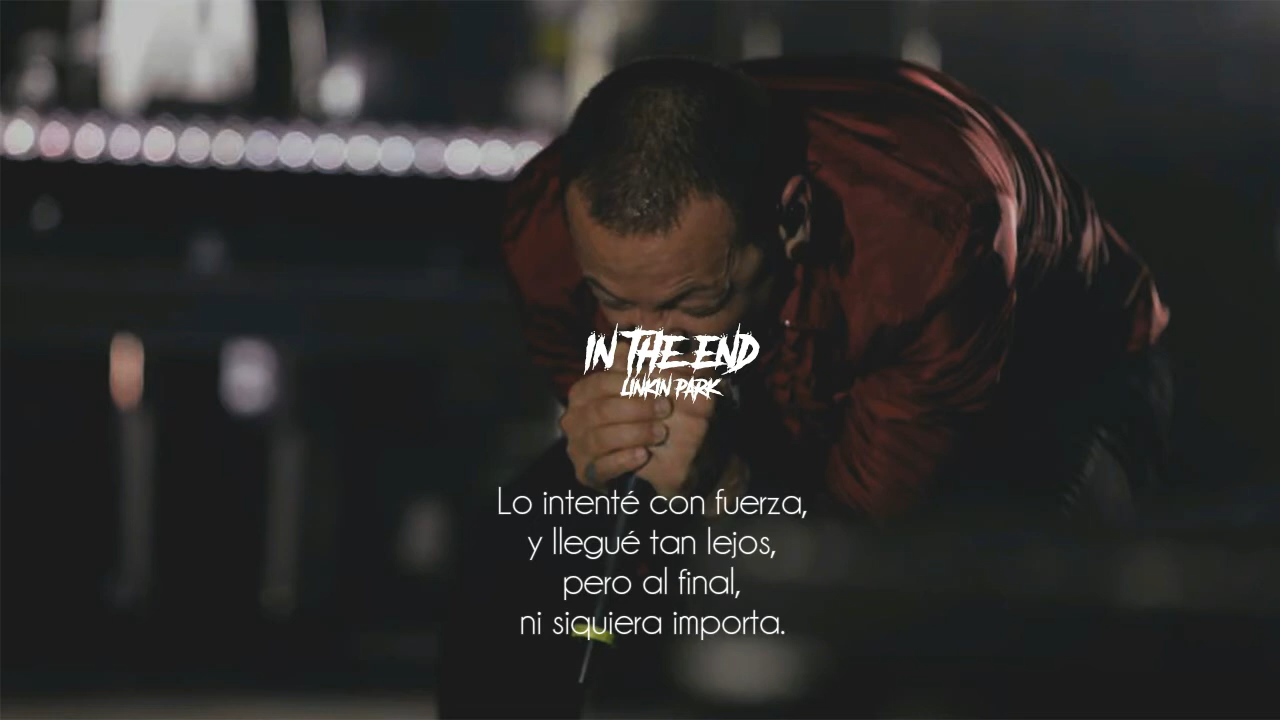 IN THE END
LINKIN PARK
Lo intenté con fuerza,
y llegué tan lejos,
pero al final,
ni siquiera importa.